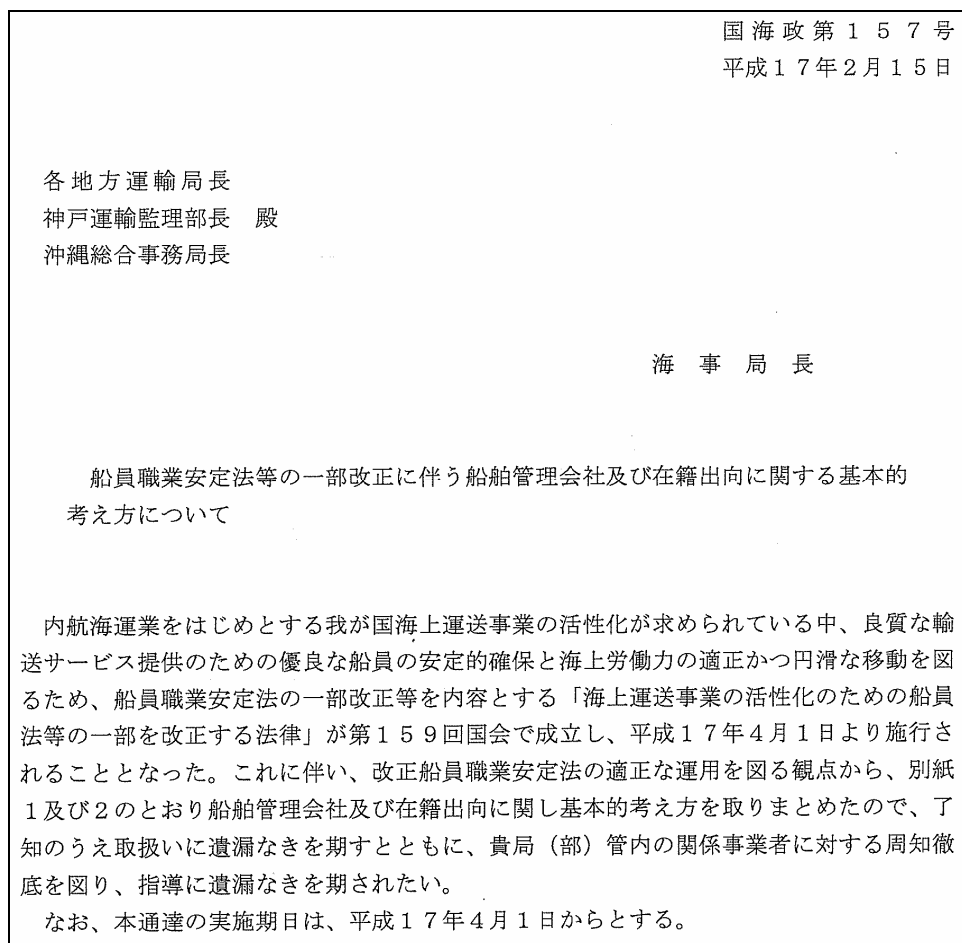 国海政第１５７号
平成１７年２月１５日
各地方運輸局長
神戸運輸監理部長　殿
沖縄総合事務局長
海　事　局　長
船員職業安定法等の一部改正に伴う船舶管理会社及び在籍出向に関する基本的
考え方について
内航海運業をはじめとする我が国海上運送事業の活性化が求められている中、良質な輸
送サービス提供のための優良な船員の安定的確保と海上労働力の適正かつ円滑な移動を図
るため、船員職業安定法の一部改正等を内容とする「海上運送事業の活性化のための船員
法等の一部を改正する法律」が第１５９回国会で成立し、平成１７年４月１日より施行さ
れることとなった。これに伴い、改正船員職業安定法の適正な運用を図る観点から、別紙
１及び２のとおり船舶管理会社及び在籍出向に関し基本的考え方を取りまとめたので、了
知のうえ取扱いに遺漏なきを期すとともに、貴局（部）管内の関係事業者に対する周知徹
底を図り、指導に遺漏なきを期されたい。
なお、本通達の実施期日は、平成１７年４月１日からとする。